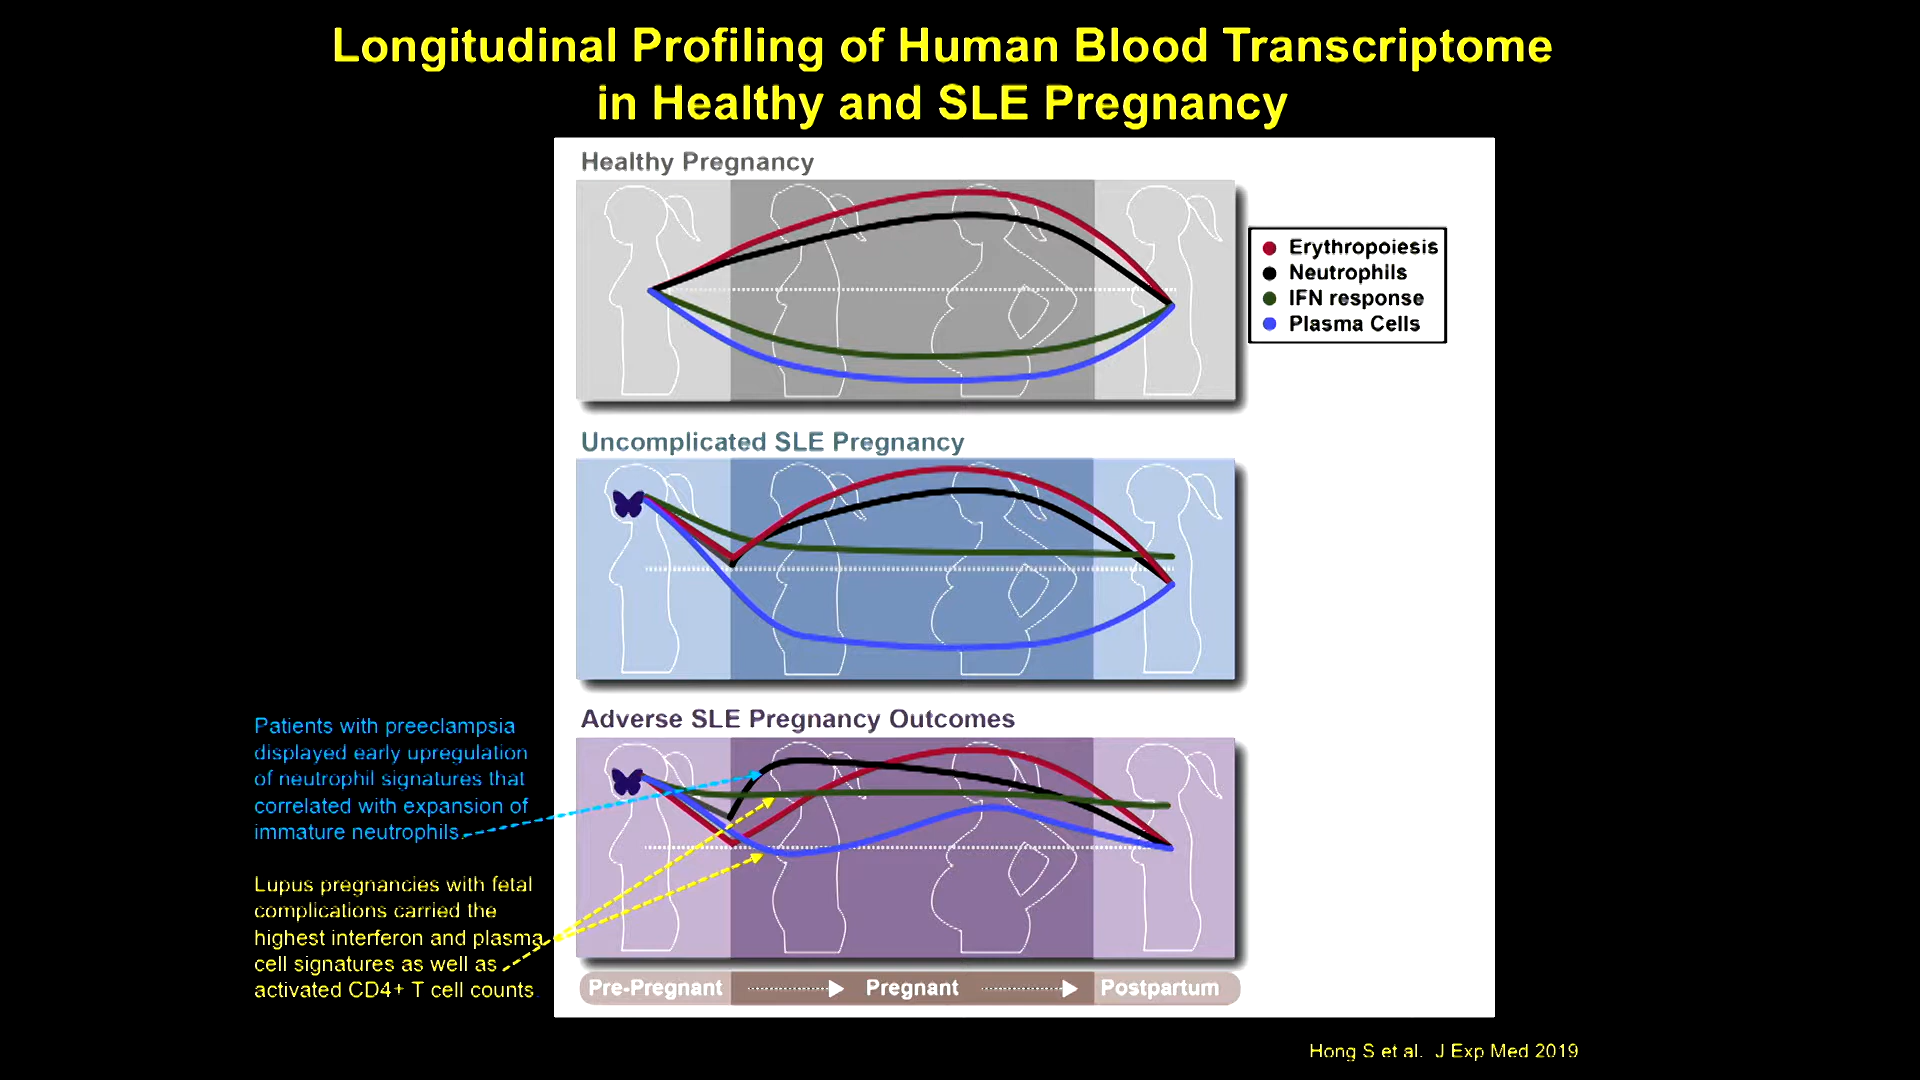 Longitudinal Profiling of Human Blood Transcriptome
in Healthy and SLE Pregnancy
Healthy Pregnancy
Erythropoiesis
Neutrophils
IFN response
Plasma Cells
Uncomplicated SLE Pregnancy
Adverse SLE Pregnancy Outcomes
Patients with preeclampsia
displayed early upregulation
of neutrophil signatures that
correlated with expansion of
immature neutrophils.
Lupus pregnancies with fetal
complications carried the
highest interferon and plasma
cell signatures as well as
activated CD4+ T cell counts
Pre-Pregnant Pregnant Postpartum
Hong S et al. J Exp Med 2019